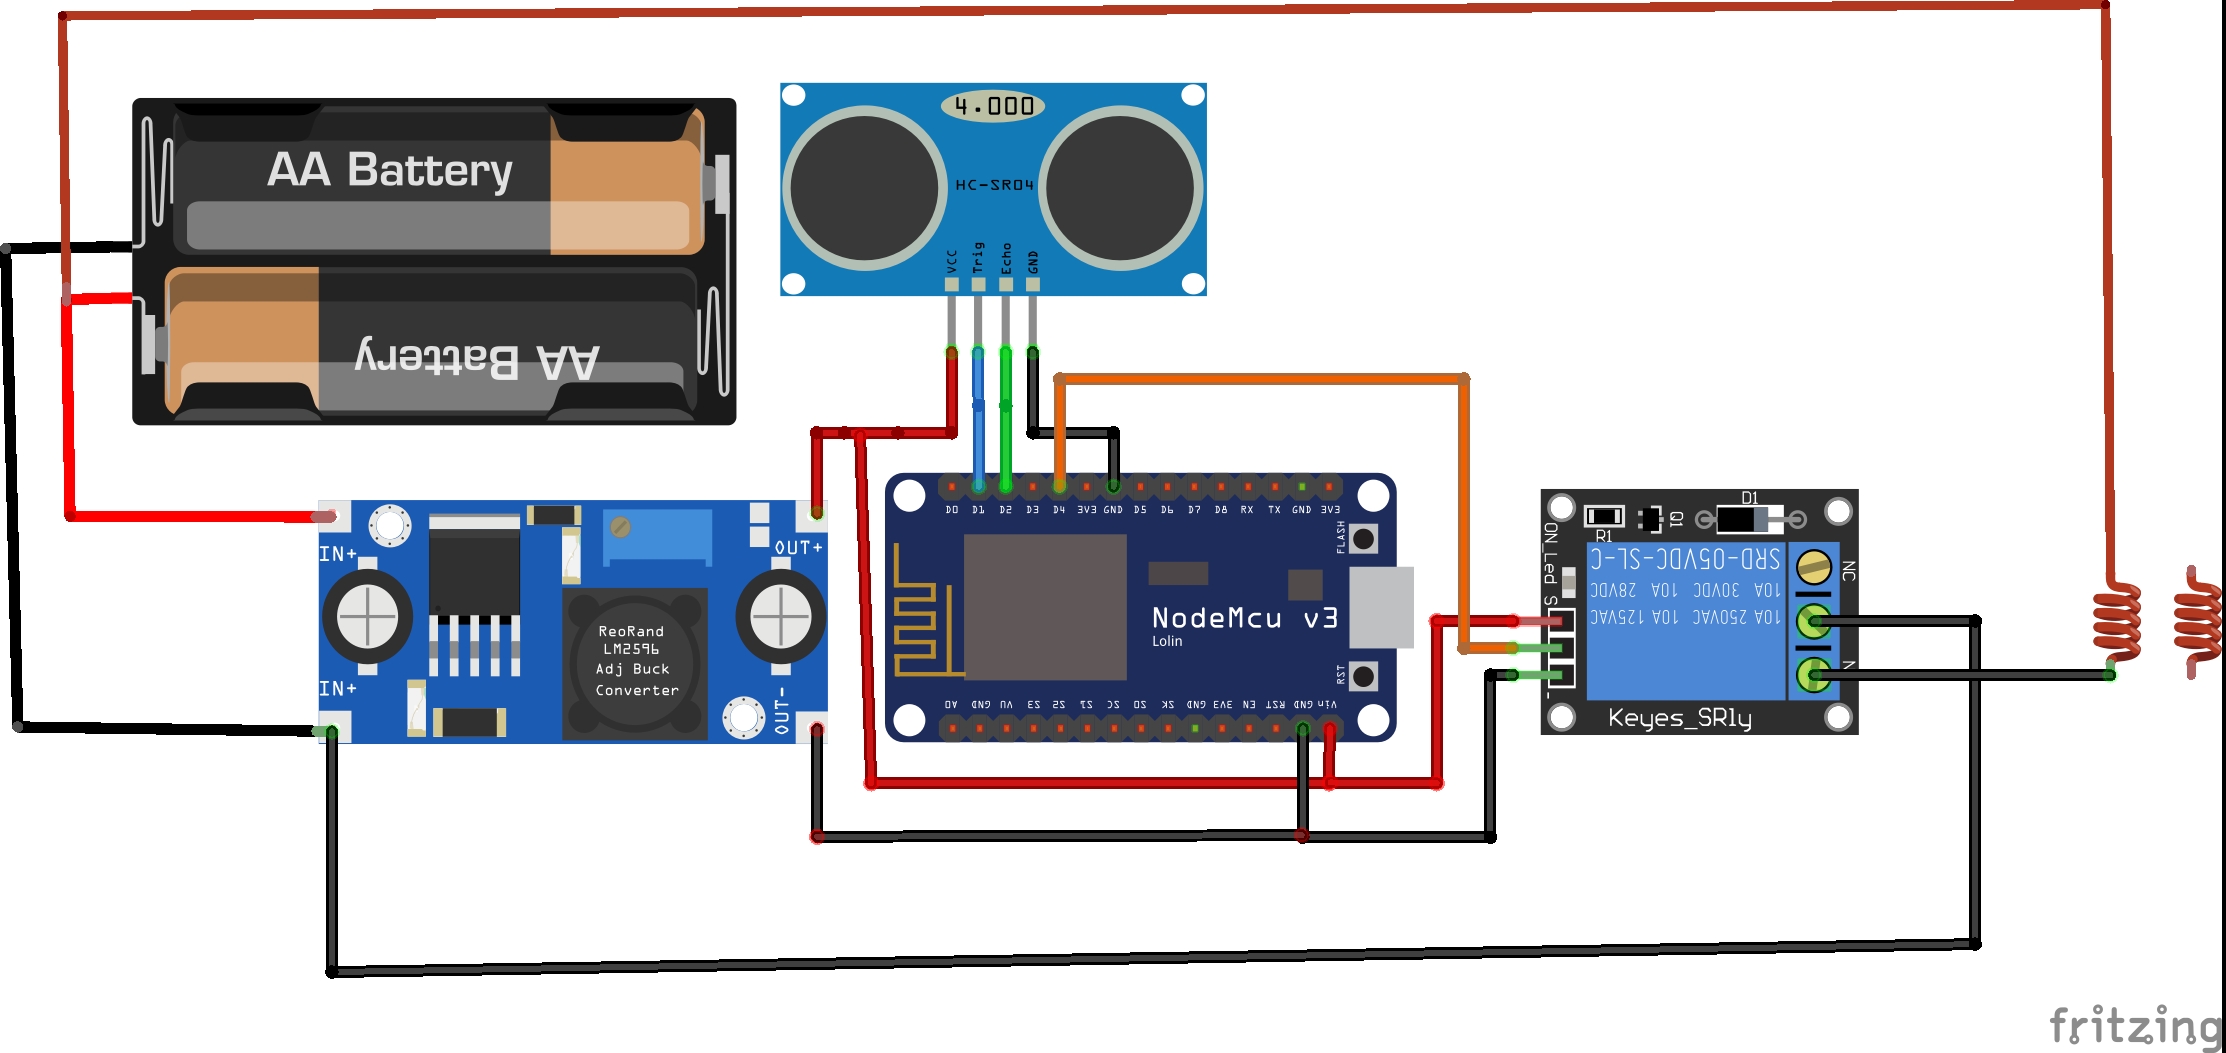 AA Battery
AA Battery
4.000
HC-SR04
VCC
Trig
Echo
GND
IN+
OUT+
ReoRand
LM2596
Adj Buck
Converter
IN+
OUT-
D0 D1 D2 D3 D4 3V3 GND D5 D6 D7 D8 RX TX GND 3V3
FLASH
NodeMcu v3
Lolin
RST
A0 GND VU S3 S2 S1 SC S0 SK GND 3V3 EN RST GND Vin
D1
R1
Q1
ON_Led
S
-
SRD-05VDC-SL-C
10A 30VDC 10A 28VDC
10A 250VAC 10A 125VAC
NC
N
Keyes_SRly
fritzing